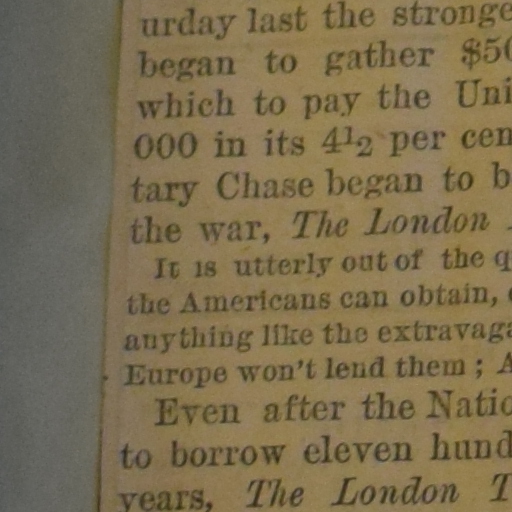 urday last the stronge
began to gather $50
which to pay the Uni
000 in its 4½ per cen
tary Chase began to b
the war, The London
It is utterly out of the q
the Americans can obtain,
anything like the extravaga
Europe won't lend them; A
Even after the Natio
to borrow eleven hund
years, The London T